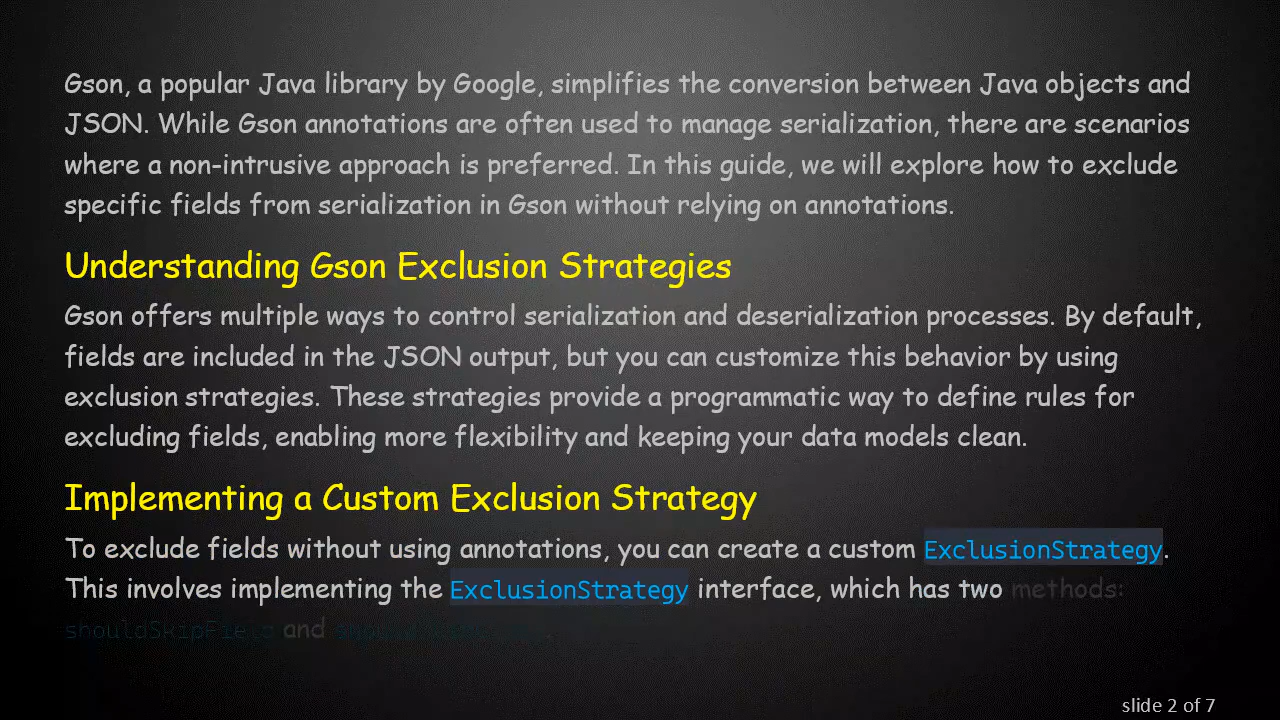 Gson, a popular Java library by Google, simplifies the conversion between Java objects and
JSON. While Gson annotations are often used to manage serialization, there are scenarios
where a non-intrusive approach is preferred. In this guide, we will explore how to exclude
specific fields from serialization in Gson without relying on annotations.
Understanding Gson Exclusion Strategies
Gson offers multiple ways to control serialization and deserialization processes. By default,
fields are included in the JSON output, but you can customize this behavior by using
exclusion strategies. These strategies provide a programmatic way to define rules for
excluding fields, enabling more flexibility and keeping your data models clean.
Implementing a Custom Exclusion Strategy
To exclude fields without using annotations, you can create a custom ExclusionStrategy.
This involves implementing the ExclusionStrategy interface, which has two methods:
shouldSkipField and
slide 2 of 7